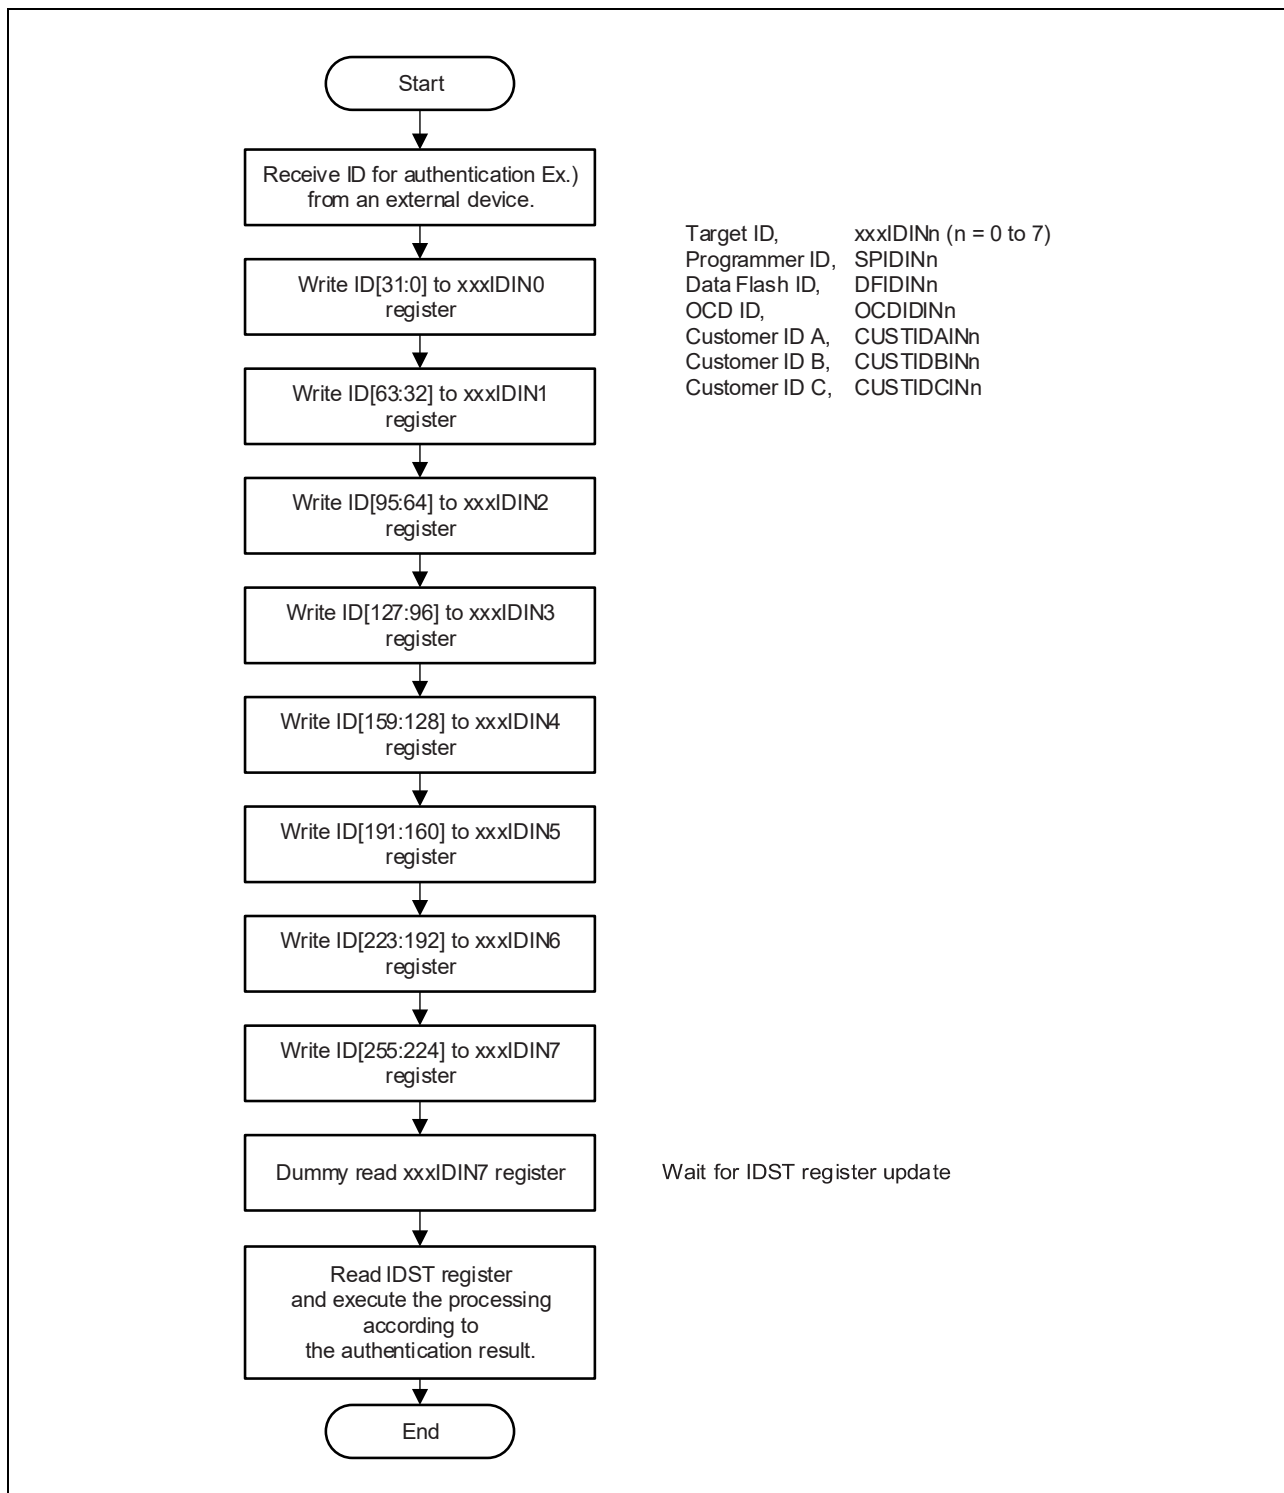 Start
Receive ID for authentication Ex.)
from an external device.
Target ID, xxxIDINn (n = 0 to 7)
Programmer ID, SPIDINn
Data Flash ID, DFIDINn
OCD ID, OCDIDINn
Customer ID A, CUSTIDAINn
Customer ID B, CUSTIDBINn
Customer ID C, CUSTIDCINn
Write ID[31:0] to xxxIDIN0
register
Write ID[63:32] to xxxIDIN1
register
Write ID[95:64] to xxxIDIN2
register
Write ID[127:96] to xxxIDIN3
register
Write ID[159:128] to xxxIDIN4
register
Write ID[191:160] to xxxIDIN5
register
Write ID[223:192] to xxxIDIN6
register
Write ID[255:224] to xxxIDIN7
register
Dummy read xxxIDIN7 register
Wait for IDST register update
Read IDST register
and execute the processing
according to
the authentication result.
End